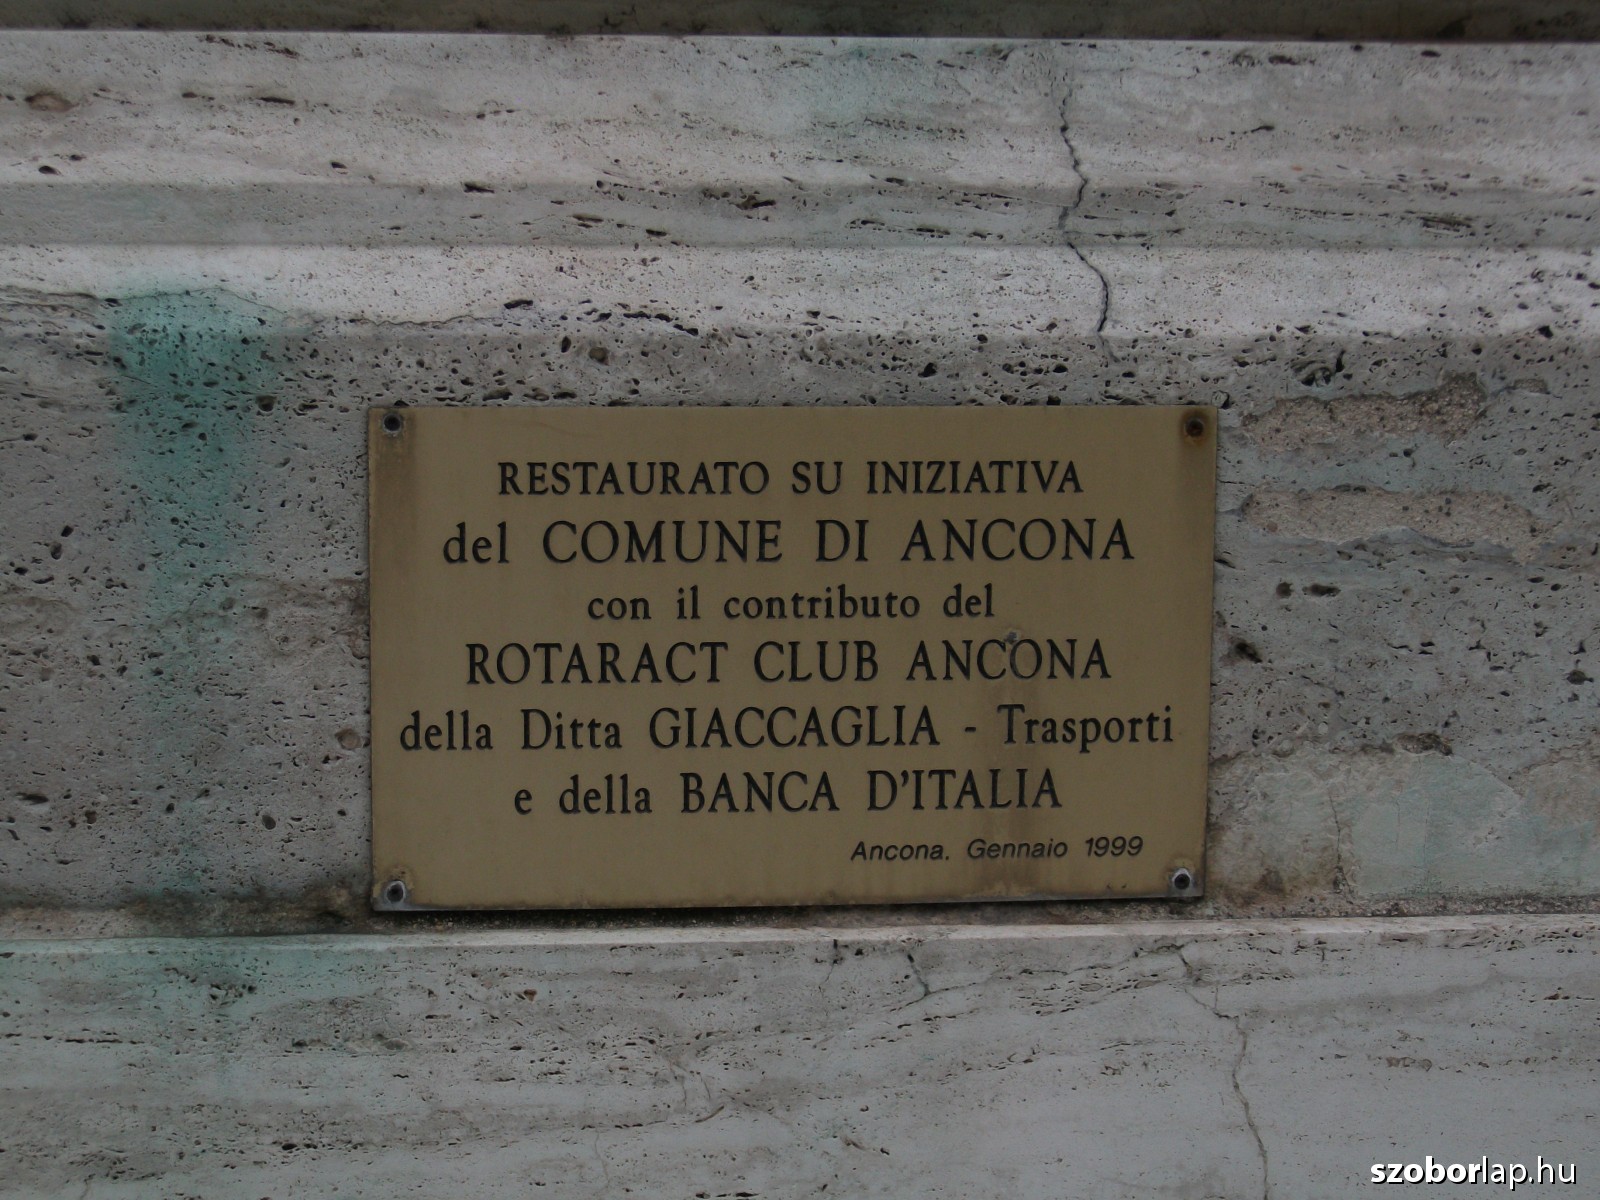 RESTAURATO SU INIZIATIVA
del COMUNE DI ANCONA
con il contributo del
ROTARACT CLUB ANCONA
della Ditta GIACCAGLIA - Trasporti
e della BANCA D'ITALIA
Ancona. Gennaio 1999
szoborlap.hu